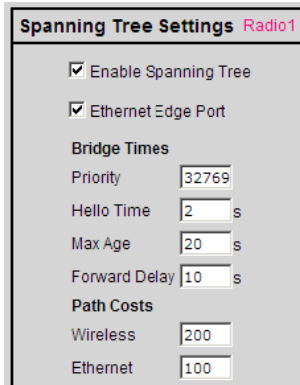 Spanning Tree Settings Radio1
Enable Spanning Tree
Ethernet Edge Port
Bridge Times
Priority 32769
Hello Time 2 s
Max Age 20 s
Forward Delay 10 s
Path Costs
Wireless 200
Ethernet 100